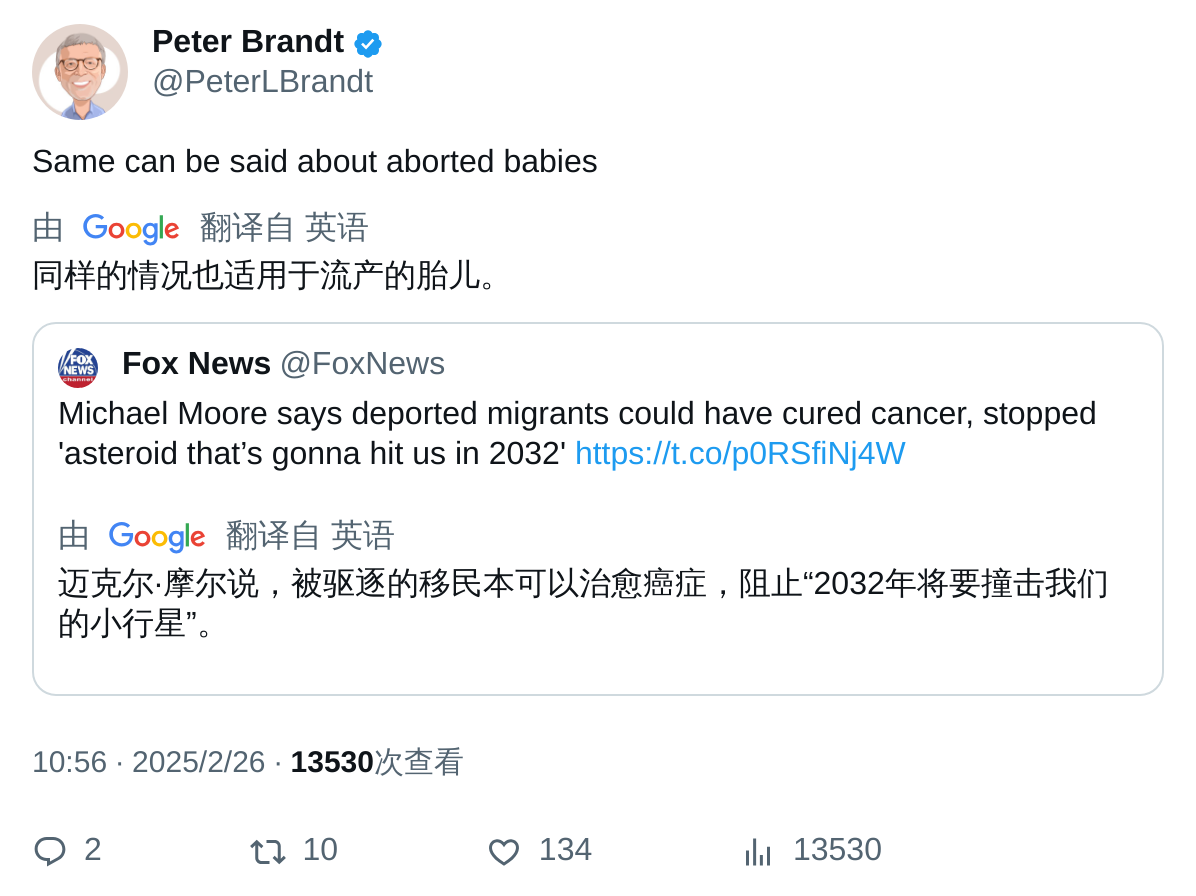 Peter Brandt
@PeterLBrandt
Same can be said about aborted babies
由 Google 翻译自 英语
同样的情况也适用于流产的胎儿。
FOX NEWS channel
Fox News @FoxNews
Michael Moore says deported migrants could have cured cancer, stopped
'asteroid that’s gonna hit us in 2032' https://t.co/p0RSfiNj4W
由 Google 翻译自 英语
迈克尔·摩尔说，被驱逐的移民本可以治愈癌症，阻止“2032年将要撞击我们
的小行星”。
10:56 · 2025/2/26 · 13530次查看
2 10 134 13530